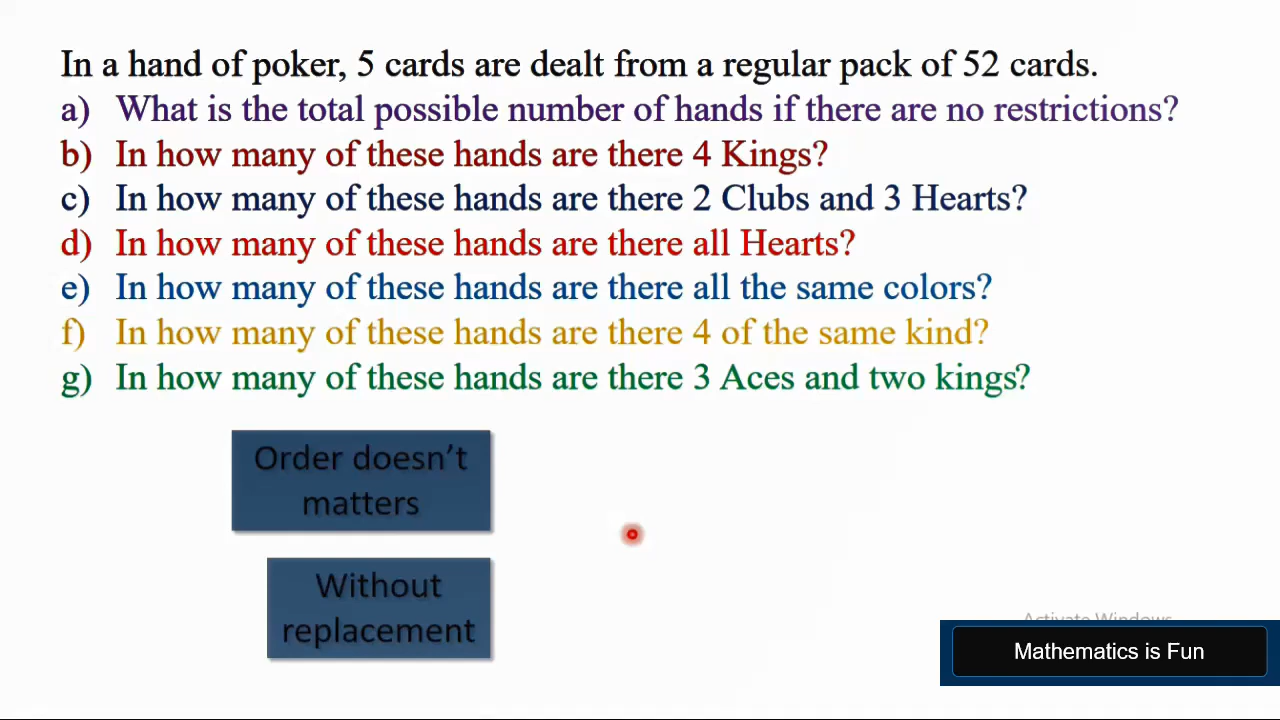 In a hand of poker, 5 cards are dealt from a regular pack of 52 cards.
a) What is the total possible number of hands if there are no restrictions?
b) In how many of these hands are there 4 Kings?
c) In how many of these hands are there 2 Clubs and 3 Hearts?
d) In how many of these hands are there all Hearts?
e) In how many of these hands are there all the same colors?
f) In how many of these hands are there 4 of the same kind?
g) In how many of these hands are there 3 Aces and two kings?
Order doesn't
matters
Without
replacement
Activate Windows
Mathematics is Fun